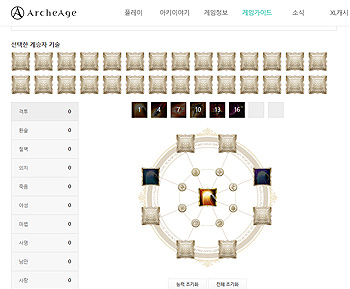 ArcheAge
플레이 아키이야기 게임정보 게임가이드 소식 XL캐시
선택한 계승자 기술
격투 0
환술 0
철벽 0
의지 0
죽음 0
야성 0
마법 0
사명 0
낭만 0
사랑 0
1 4 7 10 13 16
능력 초기화 전체 초기화